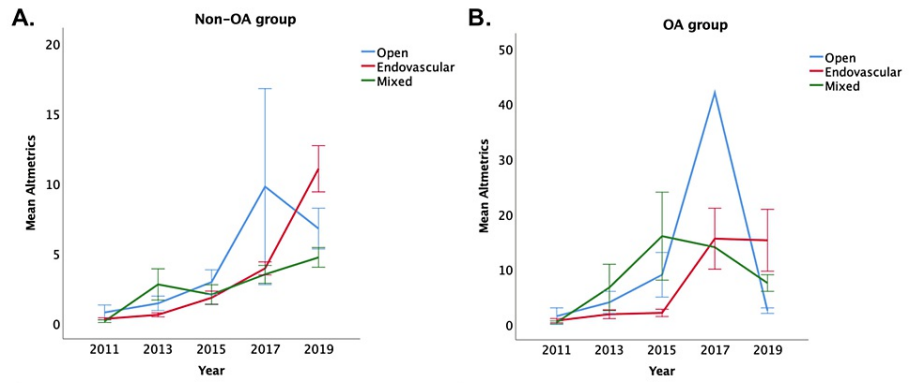 A.
Non-OA group
Mean Altmetrics
20
15
10
5
0
2011 2013 2015 2017 2019
Year
Open
Endovascular
Mixed
B.
OA group
Mean Altmetrics
50
40
30
20
10
0
2011 2013 2015 2017 2019
Year
Open
Endovascular
Mixed